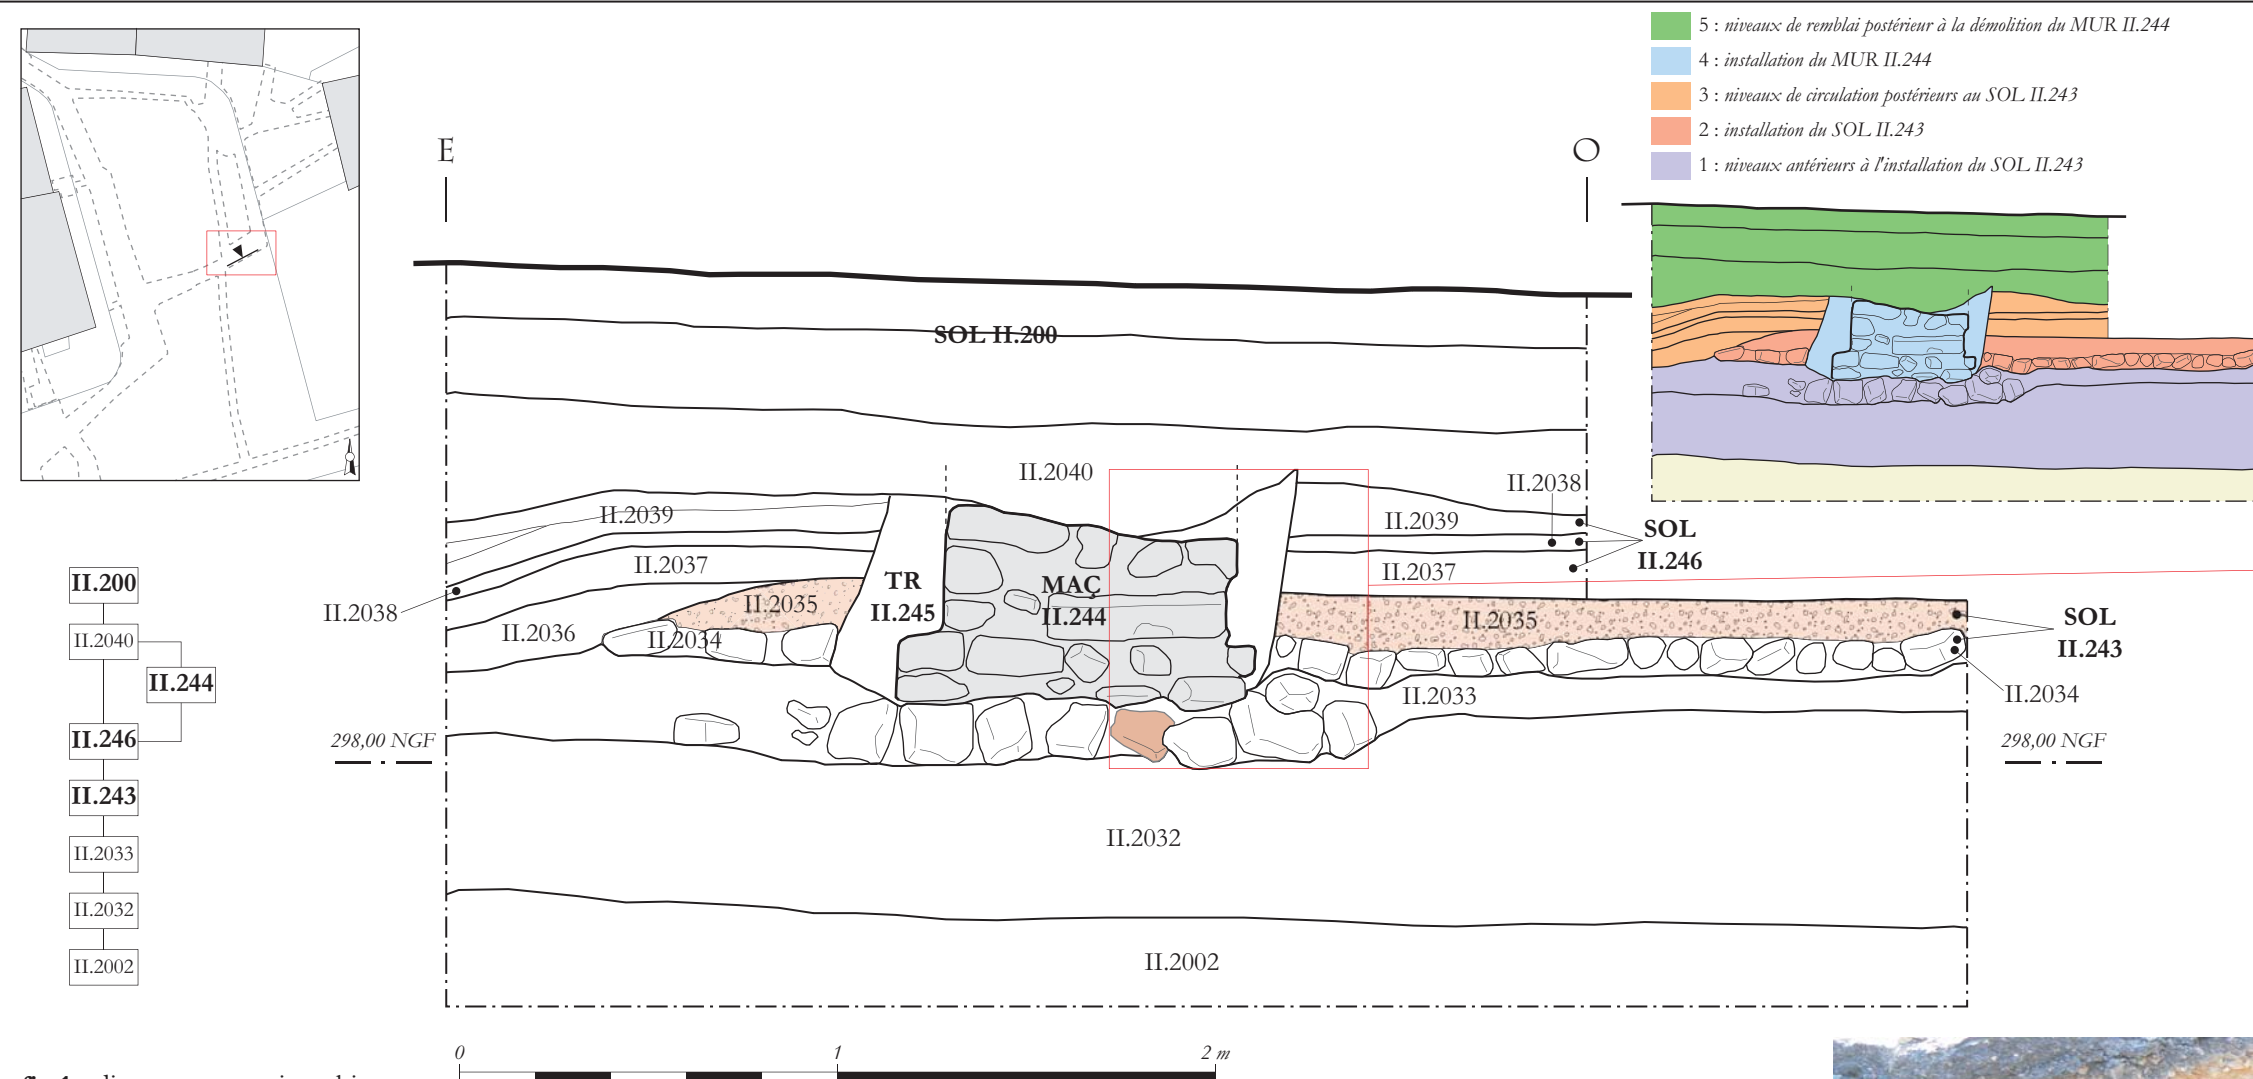 5 : niveaux de remblai postérieur à la démolition du MUR II.244
4 : installation du MUR II.244
3 : niveaux de circulation postérieurs au SOL II.243
2 : installation du SOL II.243
1 : niveaux antérieurs à l'installation du SOL II.243
E
O
SOL II.200
II.2040
II.2038
II.2039
II.2039
SOL
II.246
II.2037
II.2037
II.2038
TR
II.245
MAÇ
II.244
II.2035
II.2035
II.2036
II.2034
SOL
II.243
II.2033
II.2034
298,00 NGF
298,00 NGF
II.2032
II.2002
II.200
II.2040
II.244
II.246
II.243
II.2033
II.2032
II.2002
0
1
2 m